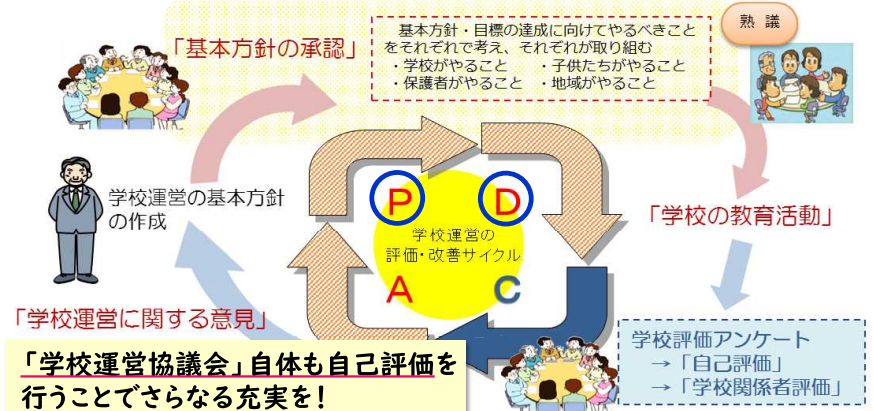 「基本方針の承認」
基本方針・目標の達成に向けてやるべきこと
をそれぞれで考え、それぞれが取り組む
・学校がやること　・子供たちがやること
・保護者がやること　・地域がやること
熟 議
学校運営の基本方針
の作成
P
D
学校運営の
評価・改善サイクル
A
C
「学校の教育活動」
「学校運営に関する意見」
学校評価アンケート
→「自己評価」
→「学校関係者評価」
「学校運営協議会」自体も自己評価を
行うことでさらなる充実を！